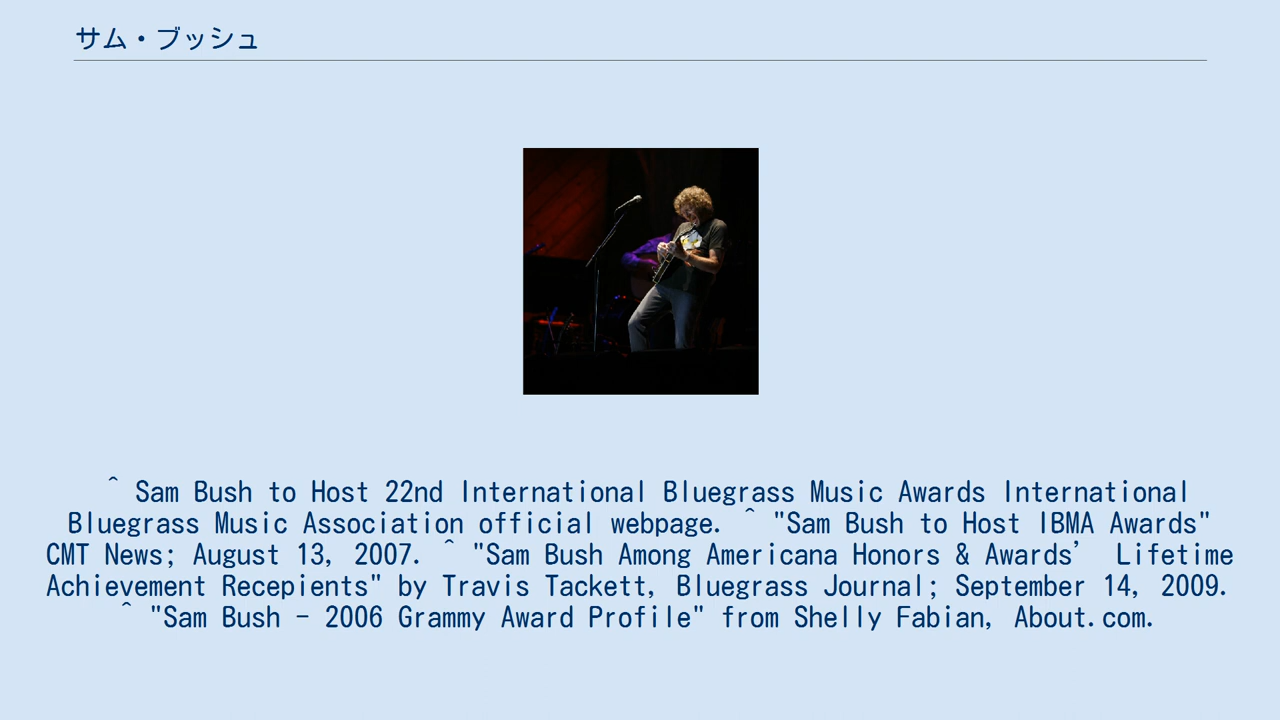 サム・ブッシュ
^ Sam Bush to Host 22nd International Bluegrass Music Awards International
Bluegrass Music Association official webpage. ^ "Sam Bush to Host IBMA Awards"
CMT News; August 13, 2007. ^ "Sam Bush Among Americana Honors & Awards’ Lifetime
Achievement Recepients" by Travis Tackett, Bluegrass Journal; September 14, 2009.
^ "Sam Bush - 2006 Grammy Award Profile" from Shelly Fabian, About.com.